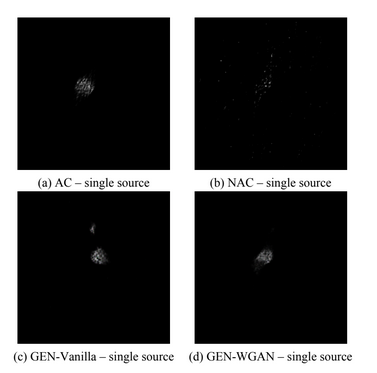 (a) AC – single source
(b) NAC – single source
(c) GEN-Vanilla – single source
(d) GEN-WGAN – single source